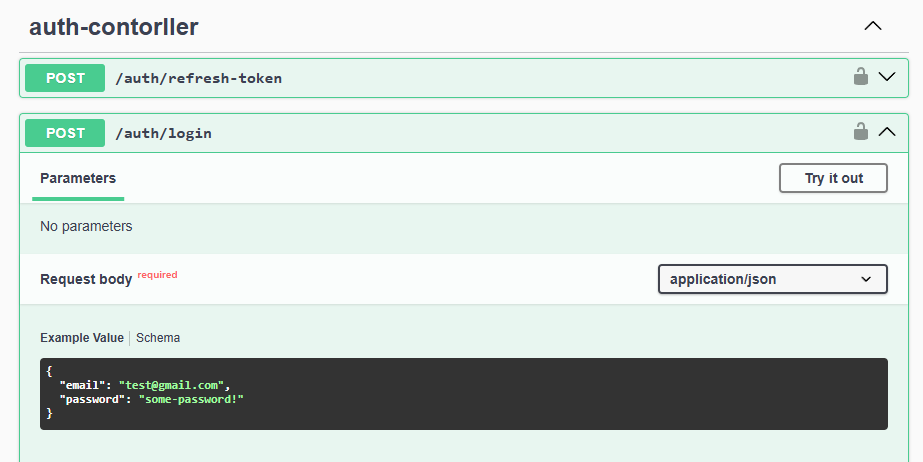 auth-contorller
POST /auth/refresh-token
POST /auth/login
Parameters Try it out
No parameters
Request body required application/json
Example Value Schema
{
"email": "test@gmail.com",
"password": "some-password!"
}